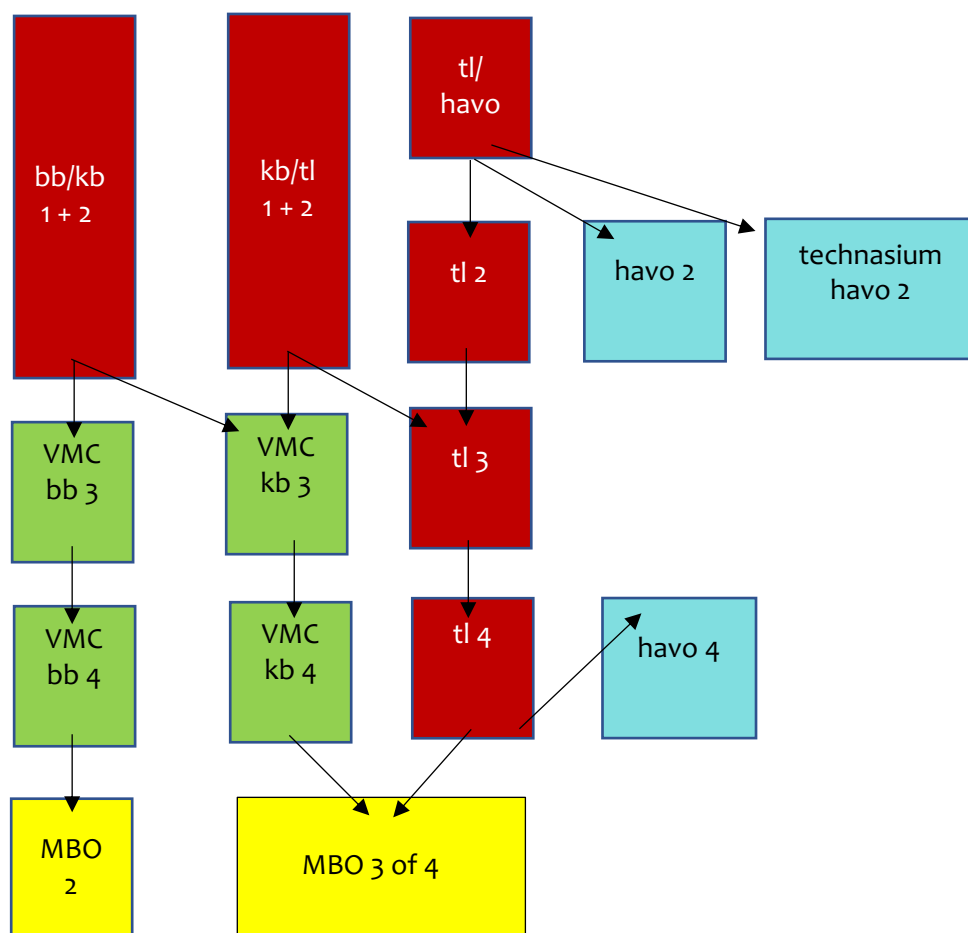 tl/
havo
bb/kb
1 + 2
kb/tl
1 + 2
tl 2
havo 2
technasium
havo 2
VMC
bb 3
VMC
kb 3
tl 3
VMC
bb 4
VMC
kb 4
tl 4
havo 4
MBO
2
MBO 3 of 4